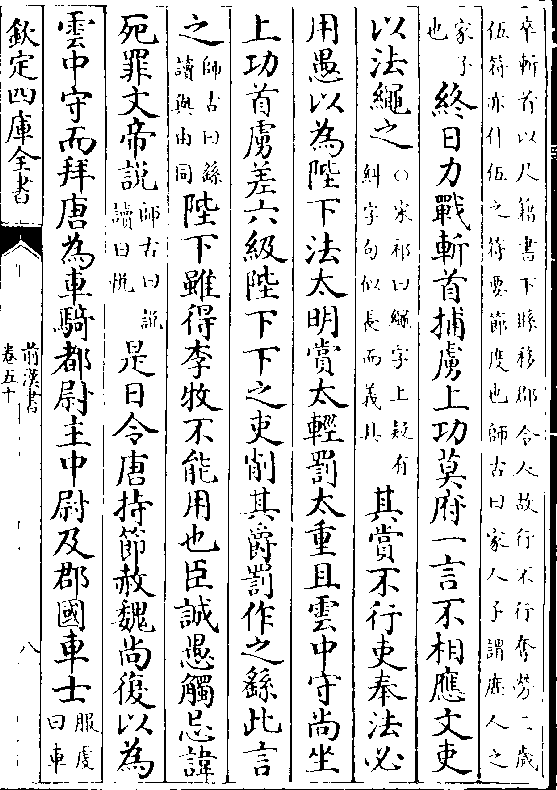 卒斬首以尺籍書下縣移郡令人故行不行奪勞二歳
伍符亦什伍之符要節度也師古曰家人子謂庶人之
家子
也
終日力戰斬首捕虜上功莫府一言不相應文吏
以法繩之
○宋祁曰繩字上疑有
糾字句似長而義具
其賞不行吏奉法必
用愚以為陛下法太明賞太輕罰太重且雲中守尚坐
上功首虜差六級陛下下之吏削其爵罰作之繇此言
之
師古曰繇
讀與由同
陛下雖得李牧不能用也臣誠愚觸忌諱
死罪文帝說
師古曰說
讀曰悦
是日令唐持節赦魏尚復以為
雲中守而拜唐為車騎都尉主中尉及郡國車士
服虔
曰車
欽定四庫全書
前漢書
卷五十
八